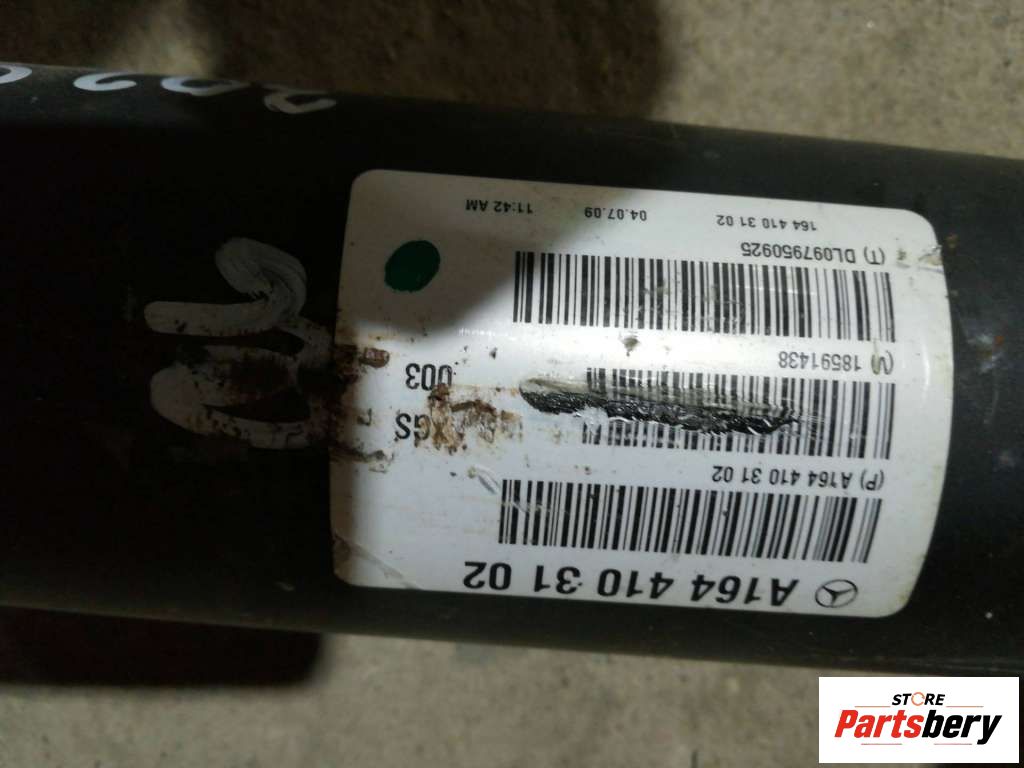 A164 410 31 02
(P) A164 410 31 02
XGS
003
(V) 18591438
(T) DL097950925
164 410 31 02 04.07.09 11:42 AM
STORE
Partsbery